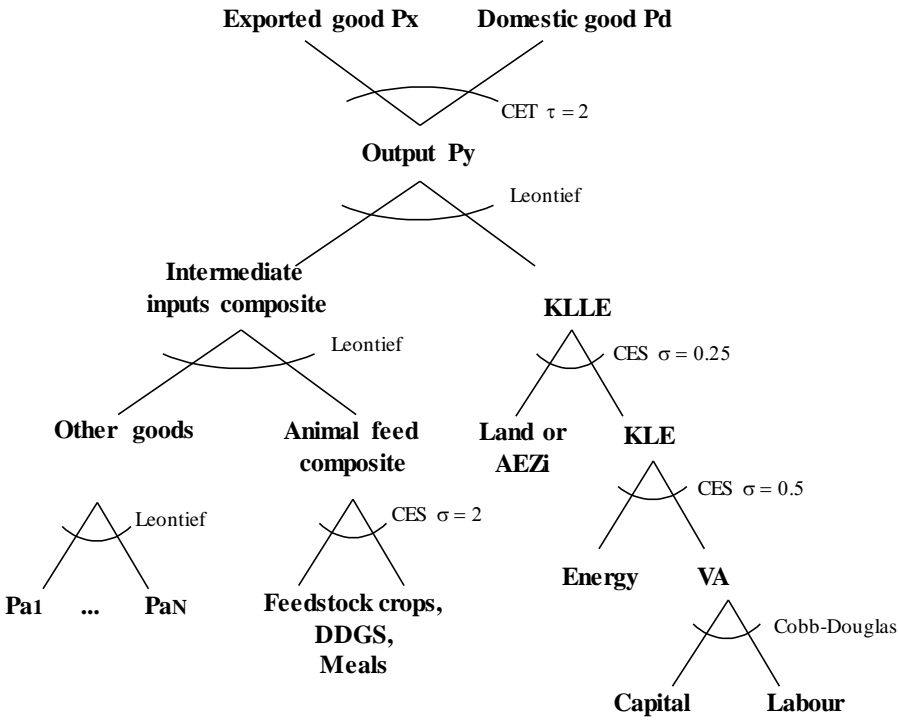 Exported good Px
Domestic good Pd
CET τ = 2
Output Py
Leontief
Intermediate
inputs composite
KLLE
Leontief
CES σ = 0.25
Other goods
Animal feed
composite
Land or
AEZi
KLE
CES σ = 0.5
Leontief
CES σ = 2
Energy
VA
Pa1 ... PaN
Feedstock crops,
DDGS,
Meals
Cobb-Douglas
Capital
Labour